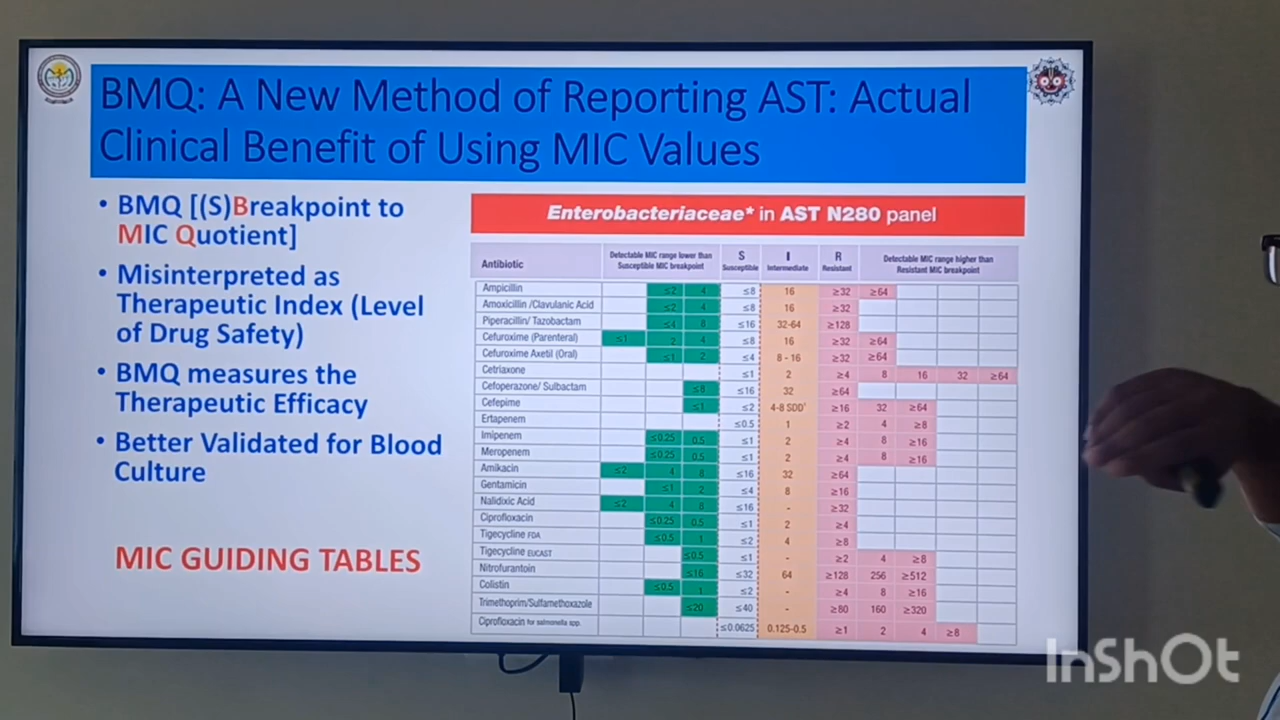 BMQ: A New Method of Reporting AST: Actual
Clinical Benefit of Using MIC Values
• BMQ [(S)Breakpoint to
MIC Quotient]
• Misinterpreted as
Therapeutic Index (Level
of Drug Safety)
• BMQ measures the
Therapeutic Efficacy
• Better Validated for Blood
Culture
MIC GUIDING TABLES
Enterobacteriaceae* in AST N280 panel
Antibiotic Detectable MIC range lower than Susceptible MIC breakpoint S Susceptible I Intermediate R Resistant Detectable MIC range higher than Resistant MIC breakpoint
Ampicillin ≤2 4 ≤8 16 ≥32 ≥64
Amoxicillin /Clavulanic Acid ≤2 4 ≤8 16 ≥32
Piperacillin/ Tazobactam ≤4 8 ≤16 32-64 ≥128
Cefuroxime (Parenteral) ≤1 2 4 ≤8 16 ≥32 ≥64
Cefuroxime Axetil (Oral) ≤1 2 ≤4 8 - 16 ≥32 ≥64
Cetriaxone ≤1 2 ≥4 8 16 32 ≥64
Cefoperazone/ Sulbactam ≤8 ≤16 32 ≥64
Cefepime ≤1 ≤2 4-8 SDD* ≥16 32 ≥64
Ertapenem ≤0.5 1 ≥2 4 ≥8
Imipenem ≤0.25 0.5 ≤1 2 ≥4 8 ≥16
Meropenem ≤0.25 0.5 ≤1 2 ≥4 8 ≥16
Amikacin ≤2 4 8 ≤16 32 ≥64
Gentamicin ≤1 2 ≤4 8 ≥16
Nalidixic Acid ≤2 4 8 ≤16 - ≥32
Ciprofloxacin ≤0.25 0.5 ≤1 2 ≥4
Tigecycline FDA ≤0.5 1 ≤2 4 ≥8
Tigecycline EUCAST ≤0.5 ≤1 - ≥2 4 ≥8
Nitrofurantoin ≤16 ≤32 64 ≥128 256 ≥512
Colistin ≤0.5 1 ≤2 - ≥4 8 ≥16
Trimethoprim/Sulfamethoxazole ≤20 ≤40 - ≥80 160 ≥320
Ciprofloxacin for salmonella spp. ≤0.0625 0.125-0.5 ≥1 2 4 ≥8
InShOt